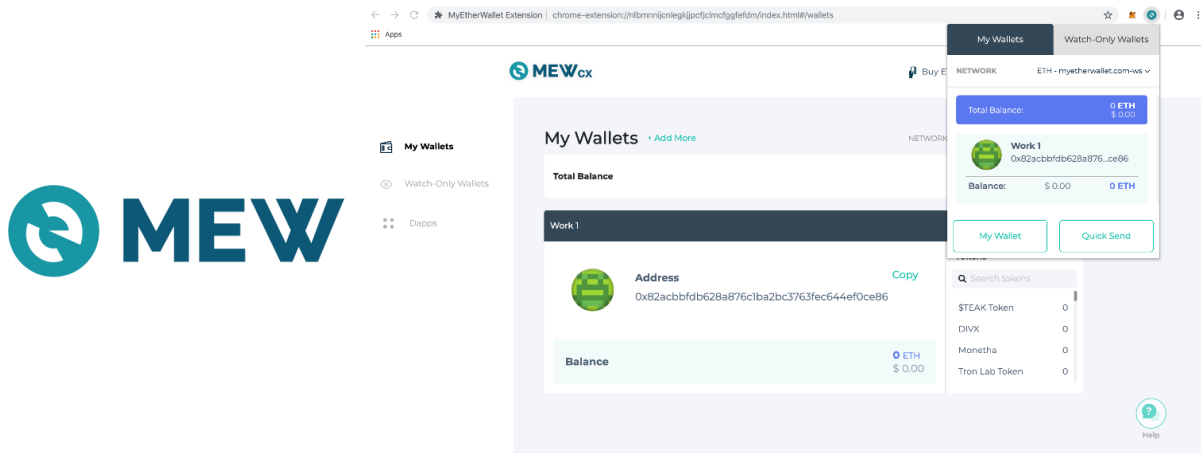 MEW
MyEtherWallet Extension | chrome-extension://nlbmnnijcnlegkjjpcfjclmcfggfefdm/index.html#/wallets
Apps
MEWcx
Buy E
My Wallets
Watch-Only Wallets
NETWORK ETH - myetherwallet.com-ws
Total Balance: 0 ETH
$ 0.00
Work 1
0x82acbbfdb628a876...ce86
Balance: $ 0.00 0 ETH
My Wallet
Quick Send
My Wallets
Watch-Only Wallets
Dapps
My Wallets + Add More
NETWORK
Total Balance
Work 1
Address
Copy
0x82acbbfdb628a876c1ba2bc3763fec644ef0ce86
Balance
0 ETH
$ 0.00
Tokens
Search tokens
$TEAK Token 0
DIVX 0
Monetha 0
Tron Lab Token 0
?
Help